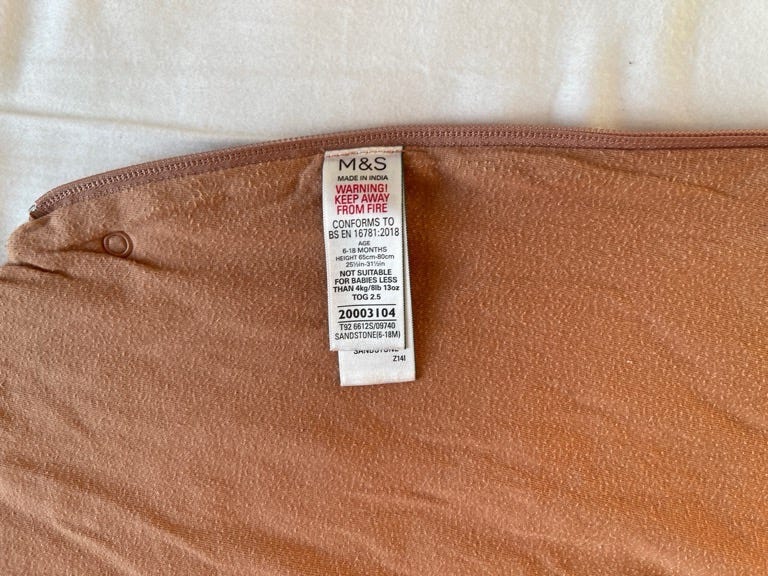 M&S
MADE IN INDIA
WARNING!
KEEP AWAY
FROM FIRE
CONFORMS TO
BS EN 16781:2018
AGE
6-18 MONTHS
HEIGHT 65cm-80cm
25½in-31½in
NOT SUITABLE
FOR BABIES LESS
THAN 4kg/8lb 13oz
TOG 2.5
20003104
T92 6612S/09740
SANDSTONE(6-18M)
SANDSTONE
Z14I